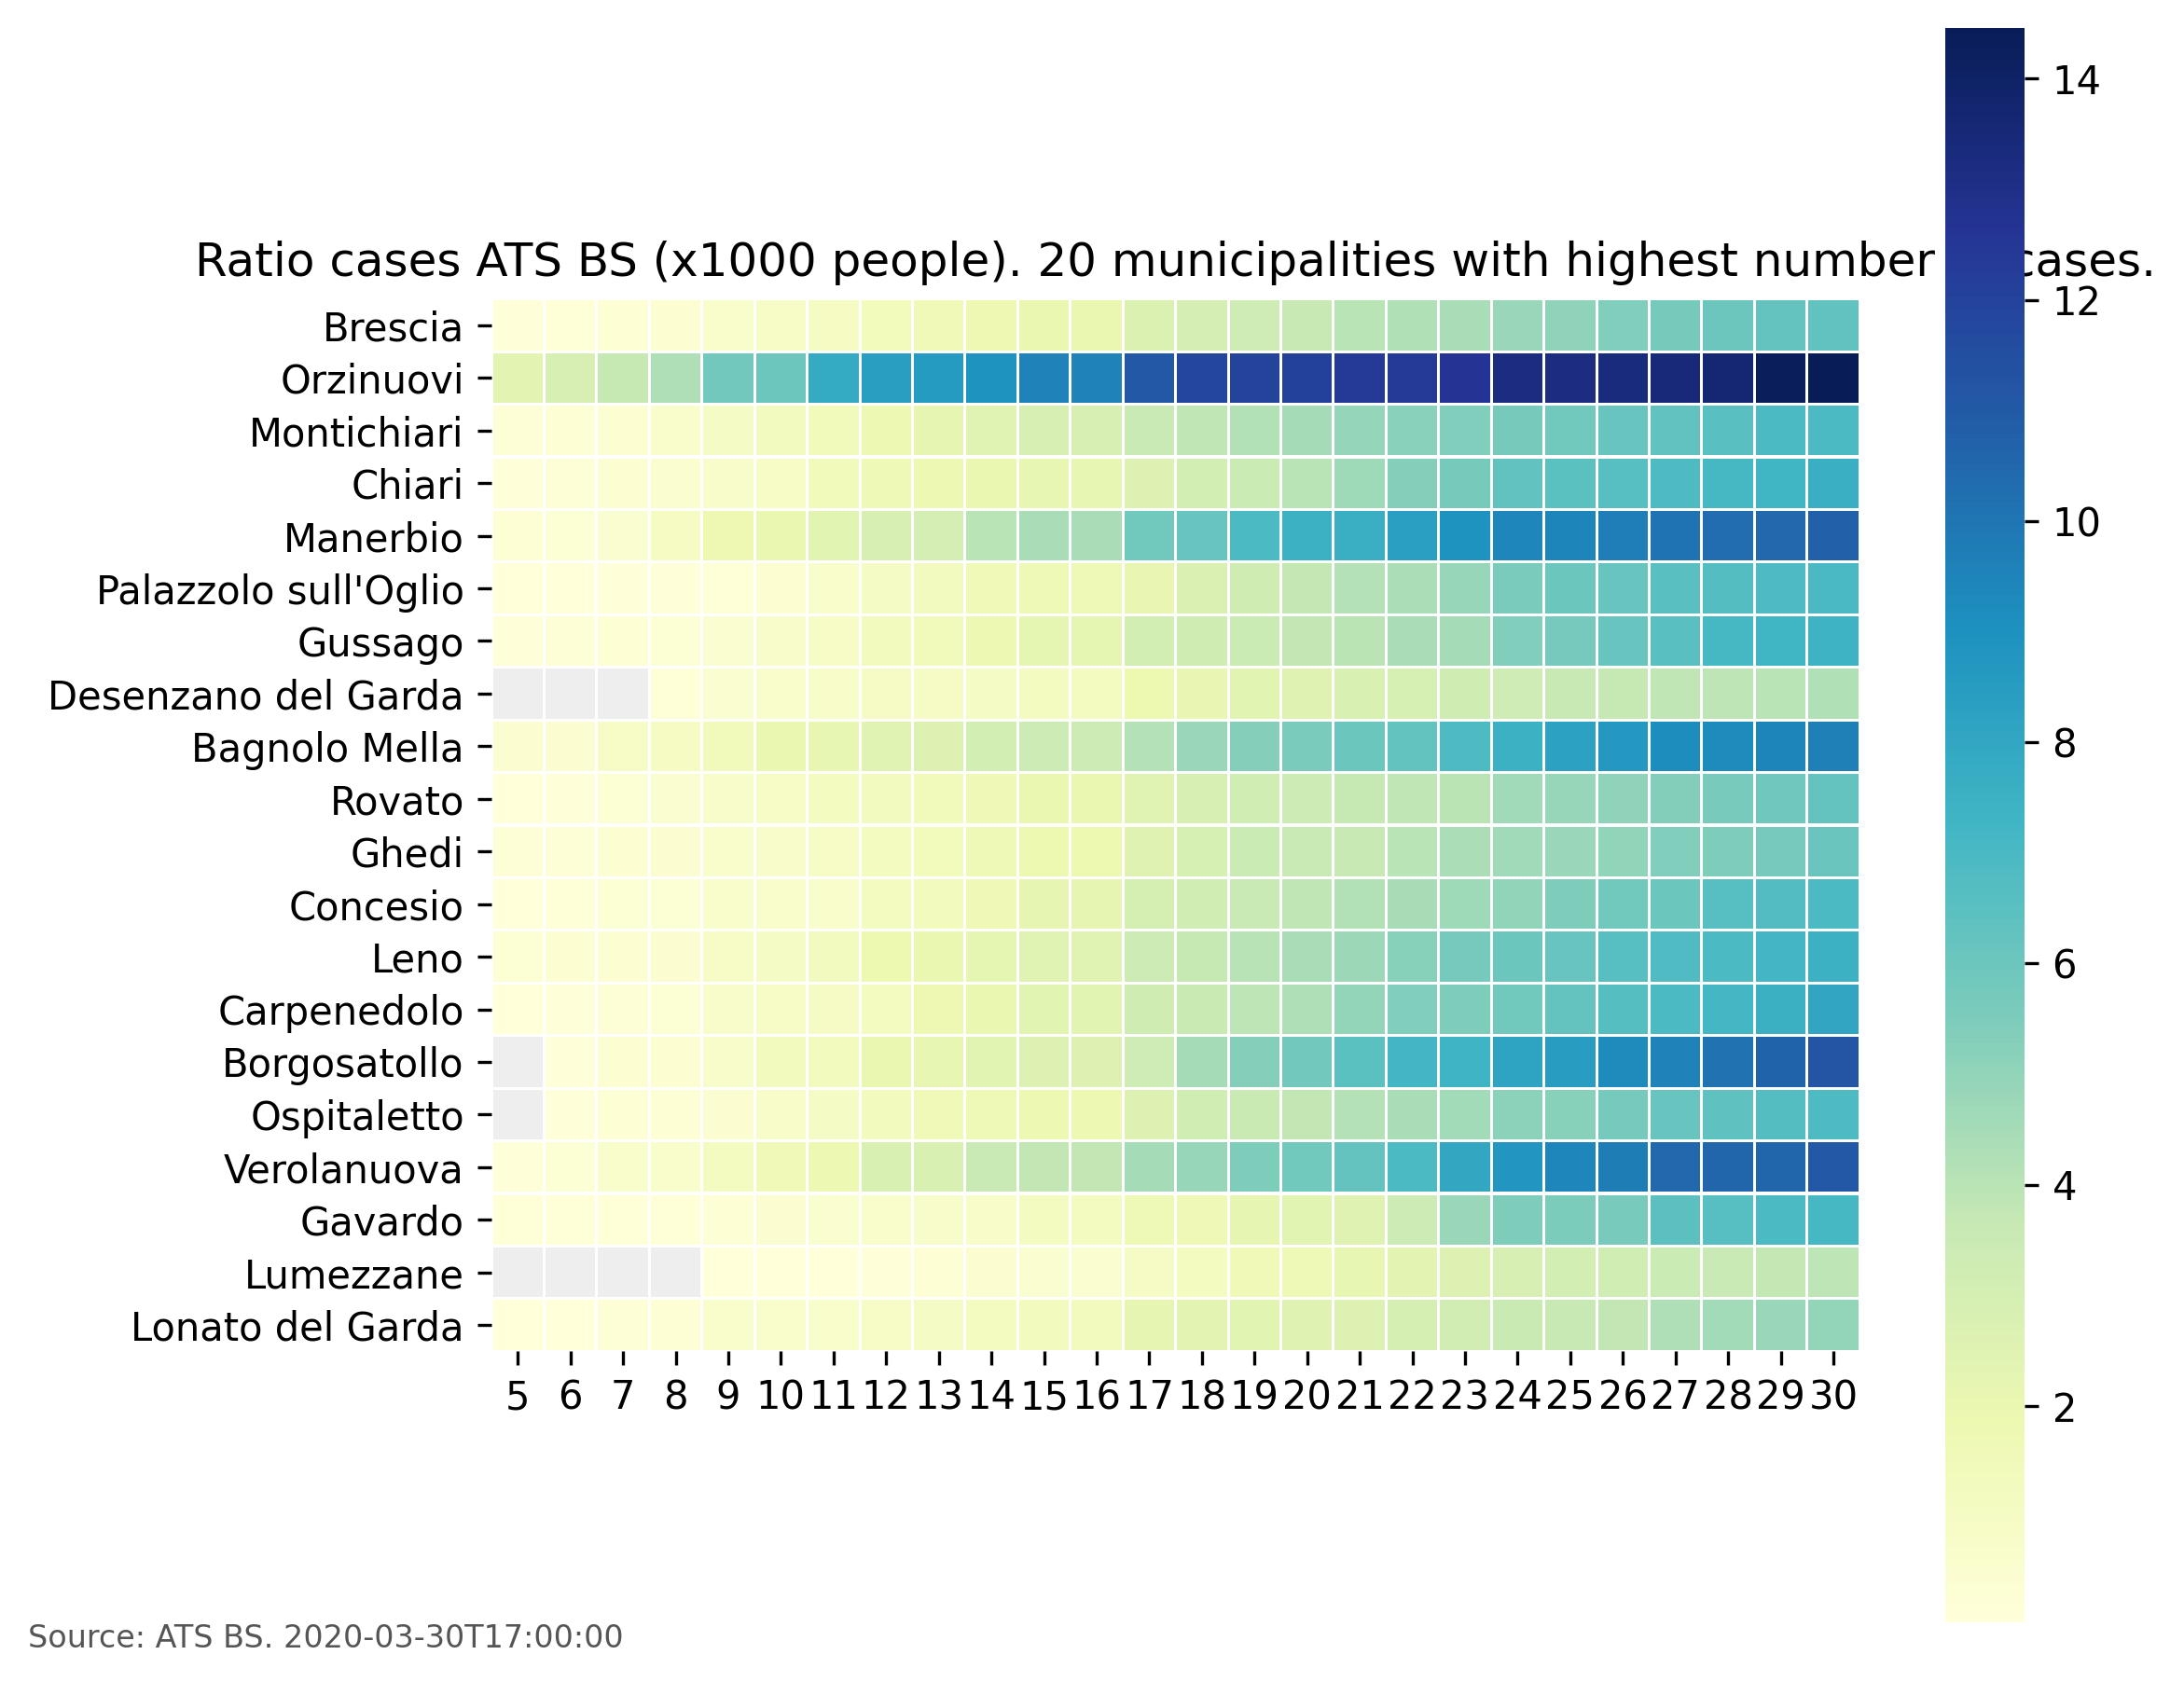 Ratio cases ATS BS (x1000 people). 20 municipalities with highest number cases.
Brescia
Orzinuovi
Montichiari
Chiari
Manerbio
Palazzolo sull'Oglio
Gussago
Desenzano del Garda
Bagnolo Mella
Rovato
Ghedi
Concesio
Leno
Carpenedolo
Borgosatollo
Ospitaletto
Verolanuova
Gavardo
Lumezzane
Lonato del Garda
5 6 7 8 9 10 11 12 13 14 15 16 17 18 19 20 21 22 23 24 25 26 27 28 29 30
14
12
10
8
6
4
2
Source: ATS BS. 2020-03-30T17:00:00